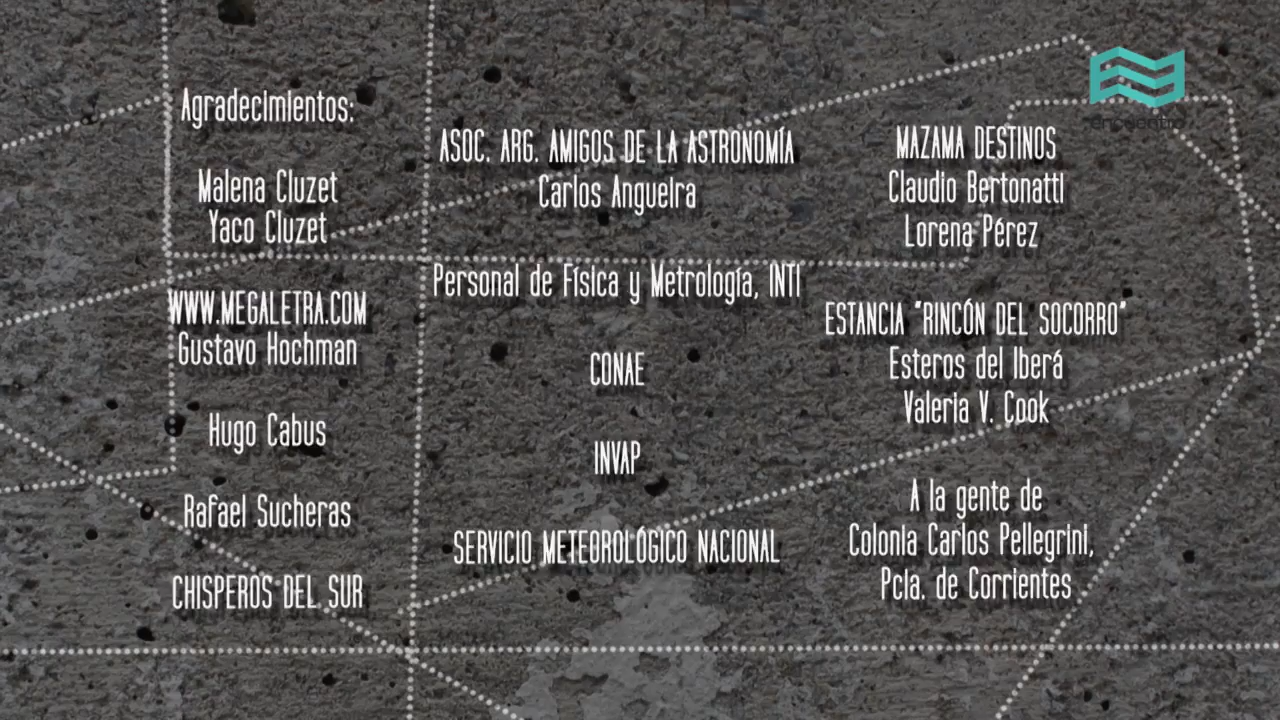 Agradecimientos:
Malena Cluzet
Yaco Cluzet
WWW.MEGALETRA.COM
Gustavo Hochman
Hugo Cabus
Rafael Sucheras
CHISPEROS DEL SUR
ASOC. ARG. AMIGOS DE LA ASTRONOMÍA
Carlos Angueira
Personal de Física y Metrología, INTI
CONAE
INVAP
SERVICIO METEOROLÓGICO NACIONAL
encuentro
MAZAMA DESTINOS
Claudio Bertonatti
Lorena Pérez
ESTANCIA "RINCÓN DEL SOCORRO"
Esteros del Iberá
Valeria V. Cook
A la gente de
Colonia Carlos Pellegrini,
Pcia. de Corrientes